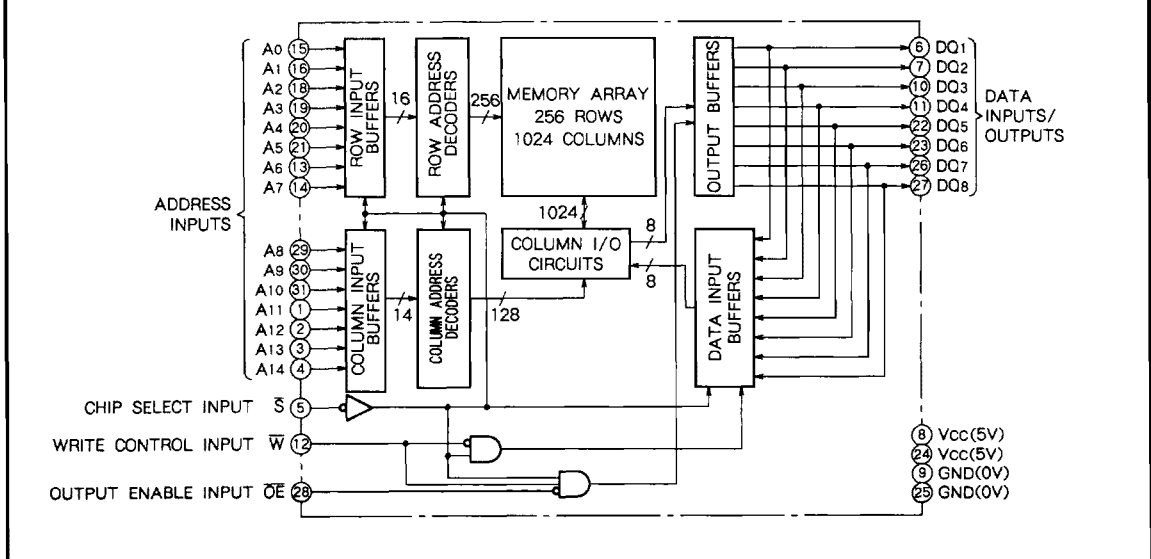 ADDRESS
INPUTS
A0 15
A1 16
A2 18
A3 19
A4 20
A5 21
A6 13
A7 14
A8 29
A9 30
A10 31
A11 1
A12 2
A13 3
A14 4
CHIP SELECT INPUT S̅ 5
WRITE CONTROL INPUT W̅ 12
OUTPUT ENABLE INPUT O̅E̅ 28
ROW INPUT
BUFFERS
16
ROW ADDRESS
DECODERS
256
MEMORY ARRAY
256 ROWS
1024 COLUMNS
COLUMN INPUT
BUFFERS
14
COLUMN ADDRESS
DECODERS
128
1024
COLUMN I/O
CIRCUITS
8
8
OUTPUT BUFFERS
DATA INPUT
BUFFERS
6 DQ1
7 DQ2
10 DQ3
11 DQ4
22 DQ5
23 DQ6
26 DQ7
27 DQ8
DATA
INPUTS/
OUTPUTS
8 Vcc(5V)
24 Vcc(5V)
9 GND(0V)
25 GND(0V)